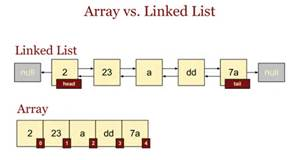 Array vs. Linked List
Linked List
null 2 23 a dd 7a null
head tail
Array
2 23 a dd 7a
0 1 2 3 4